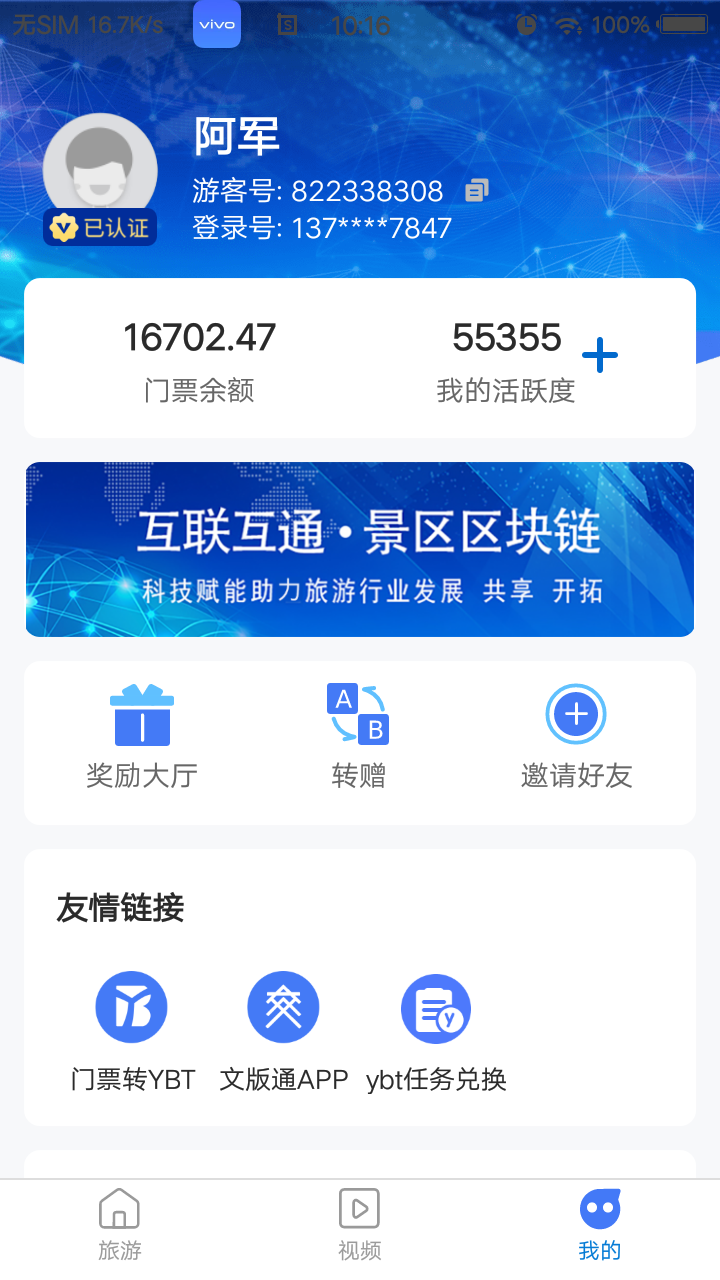 无SIM 16.7K/s vivo 10:16 100%
阿军
游客号: 822338308
登录号: 137****7847
已认证
16702.47 55355
门票余额 我的活跃度
互联互通·景区区块链
科技赋能助力旅游行业发展 共享 开拓
A
B
奖励大厅 转赠 邀请好友
友情链接
门票转YBT 文版通APP ybt任务兑换
旅游 视频 我的